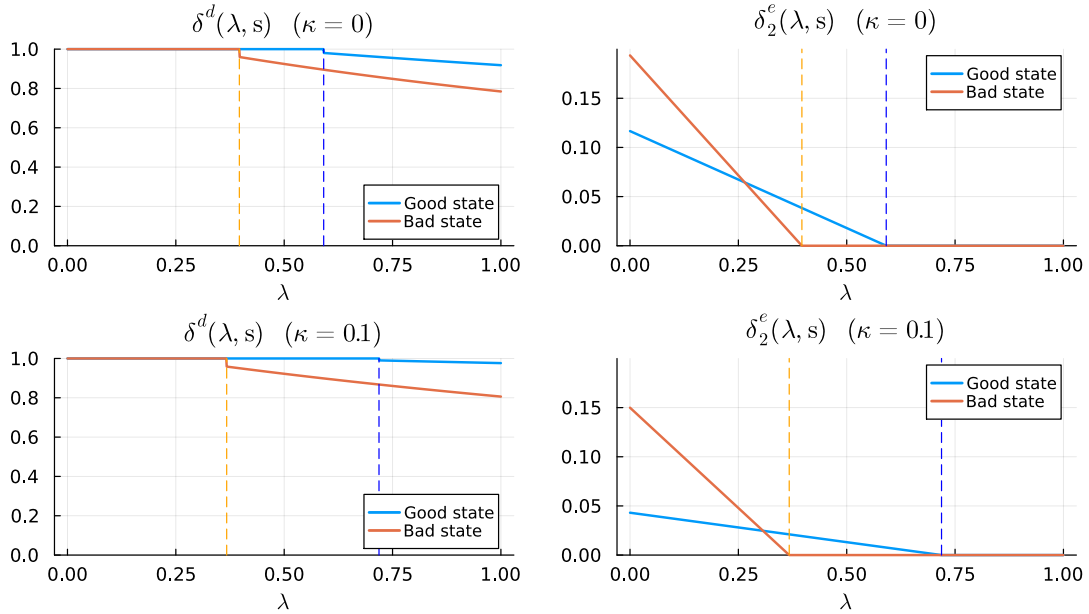 δᵈ(λ, s) (κ = 0)
1.0
0.8
0.6
0.4
0.2
0.0
Good state
Bad state
0.00 0.25 0.50 0.75 1.00
λ
δ₂ᵉ(λ, s) (κ = 0)
0.15
0.10
0.05
0.00
Good state
Bad state
0.00 0.25 0.50 0.75 1.00
λ
δᵈ(λ, s) (κ = 0.1)
1.0
0.8
0.6
0.4
0.2
0.0
Good state
Bad state
0.00 0.25 0.50 0.75 1.00
λ
δ₂ᵉ(λ, s) (κ = 0.1)
0.15
0.10
0.05
0.00
Good state
Bad state
0.00 0.25 0.50 0.75 1.00
λ